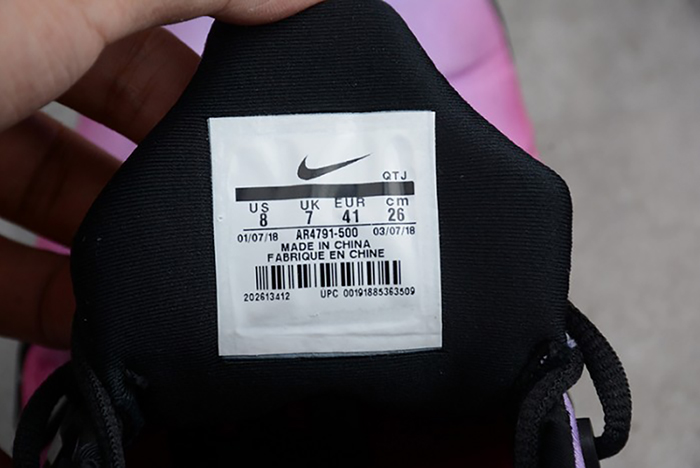 QTJ
US UK EUR cm
8 7 41 26
01/07/18 AR4791-500 03/07/18
MADE IN CHINA
FABRIQUE EN CHINE
202613412 UPC 00191885363509